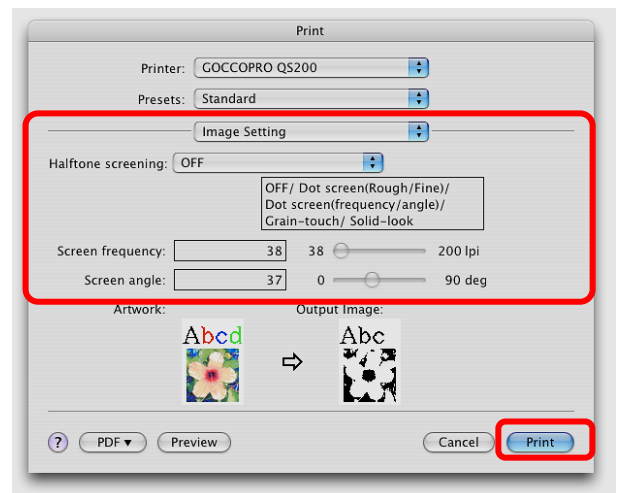 Print
Printer: GOCCOPRO QS200
Presets: Standard
Image Setting
Halftone screening: OFF
OFF/ Dot screen(Rough/Fine)/
Dot screen(frequency/angle)/
Grain-touch/ Solid-look
Screen frequency: 38 38 200 lpi
Screen angle: 37 0 90 deg
Artwork: Output Image:
Abcd Abc
? PDF▼ Preview Cancel Print